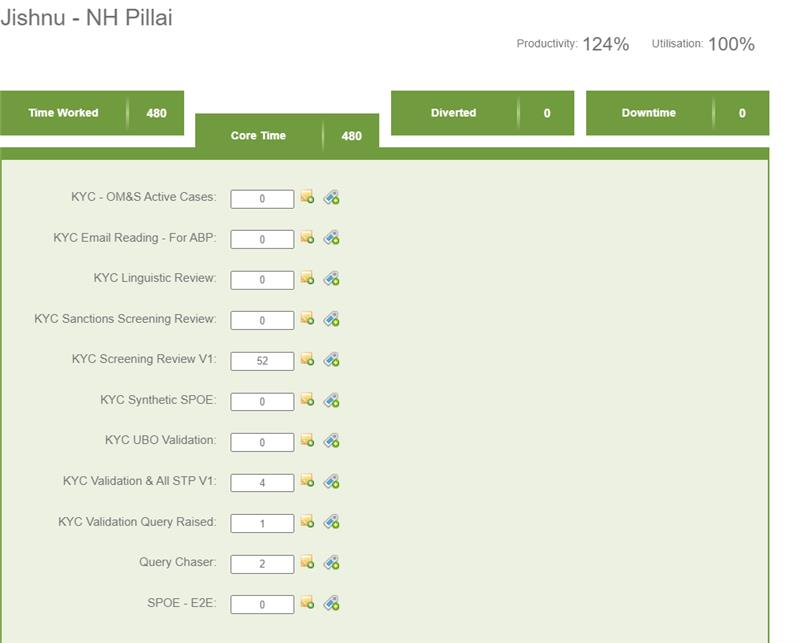 Jishnu - NH Pillai
Productivity: 124% Utilisation: 100%
Time Worked 480
Core Time 480
Diverted 0
Downtime 0
KYC - OM&S Active Cases: 0
KYC Email Reading - For ABP: 0
KYC Linguistic Review: 0
KYC Sanctions Screening Review: 0
KYC Screening Review V1: 52
KYC Synthetic SPOE: 0
KYC UBO Validation: 0
KYC Validation & All STP V1: 4
KYC Validation Query Raised: 1
Query Chaser: 2
SPOE - E2E: 0